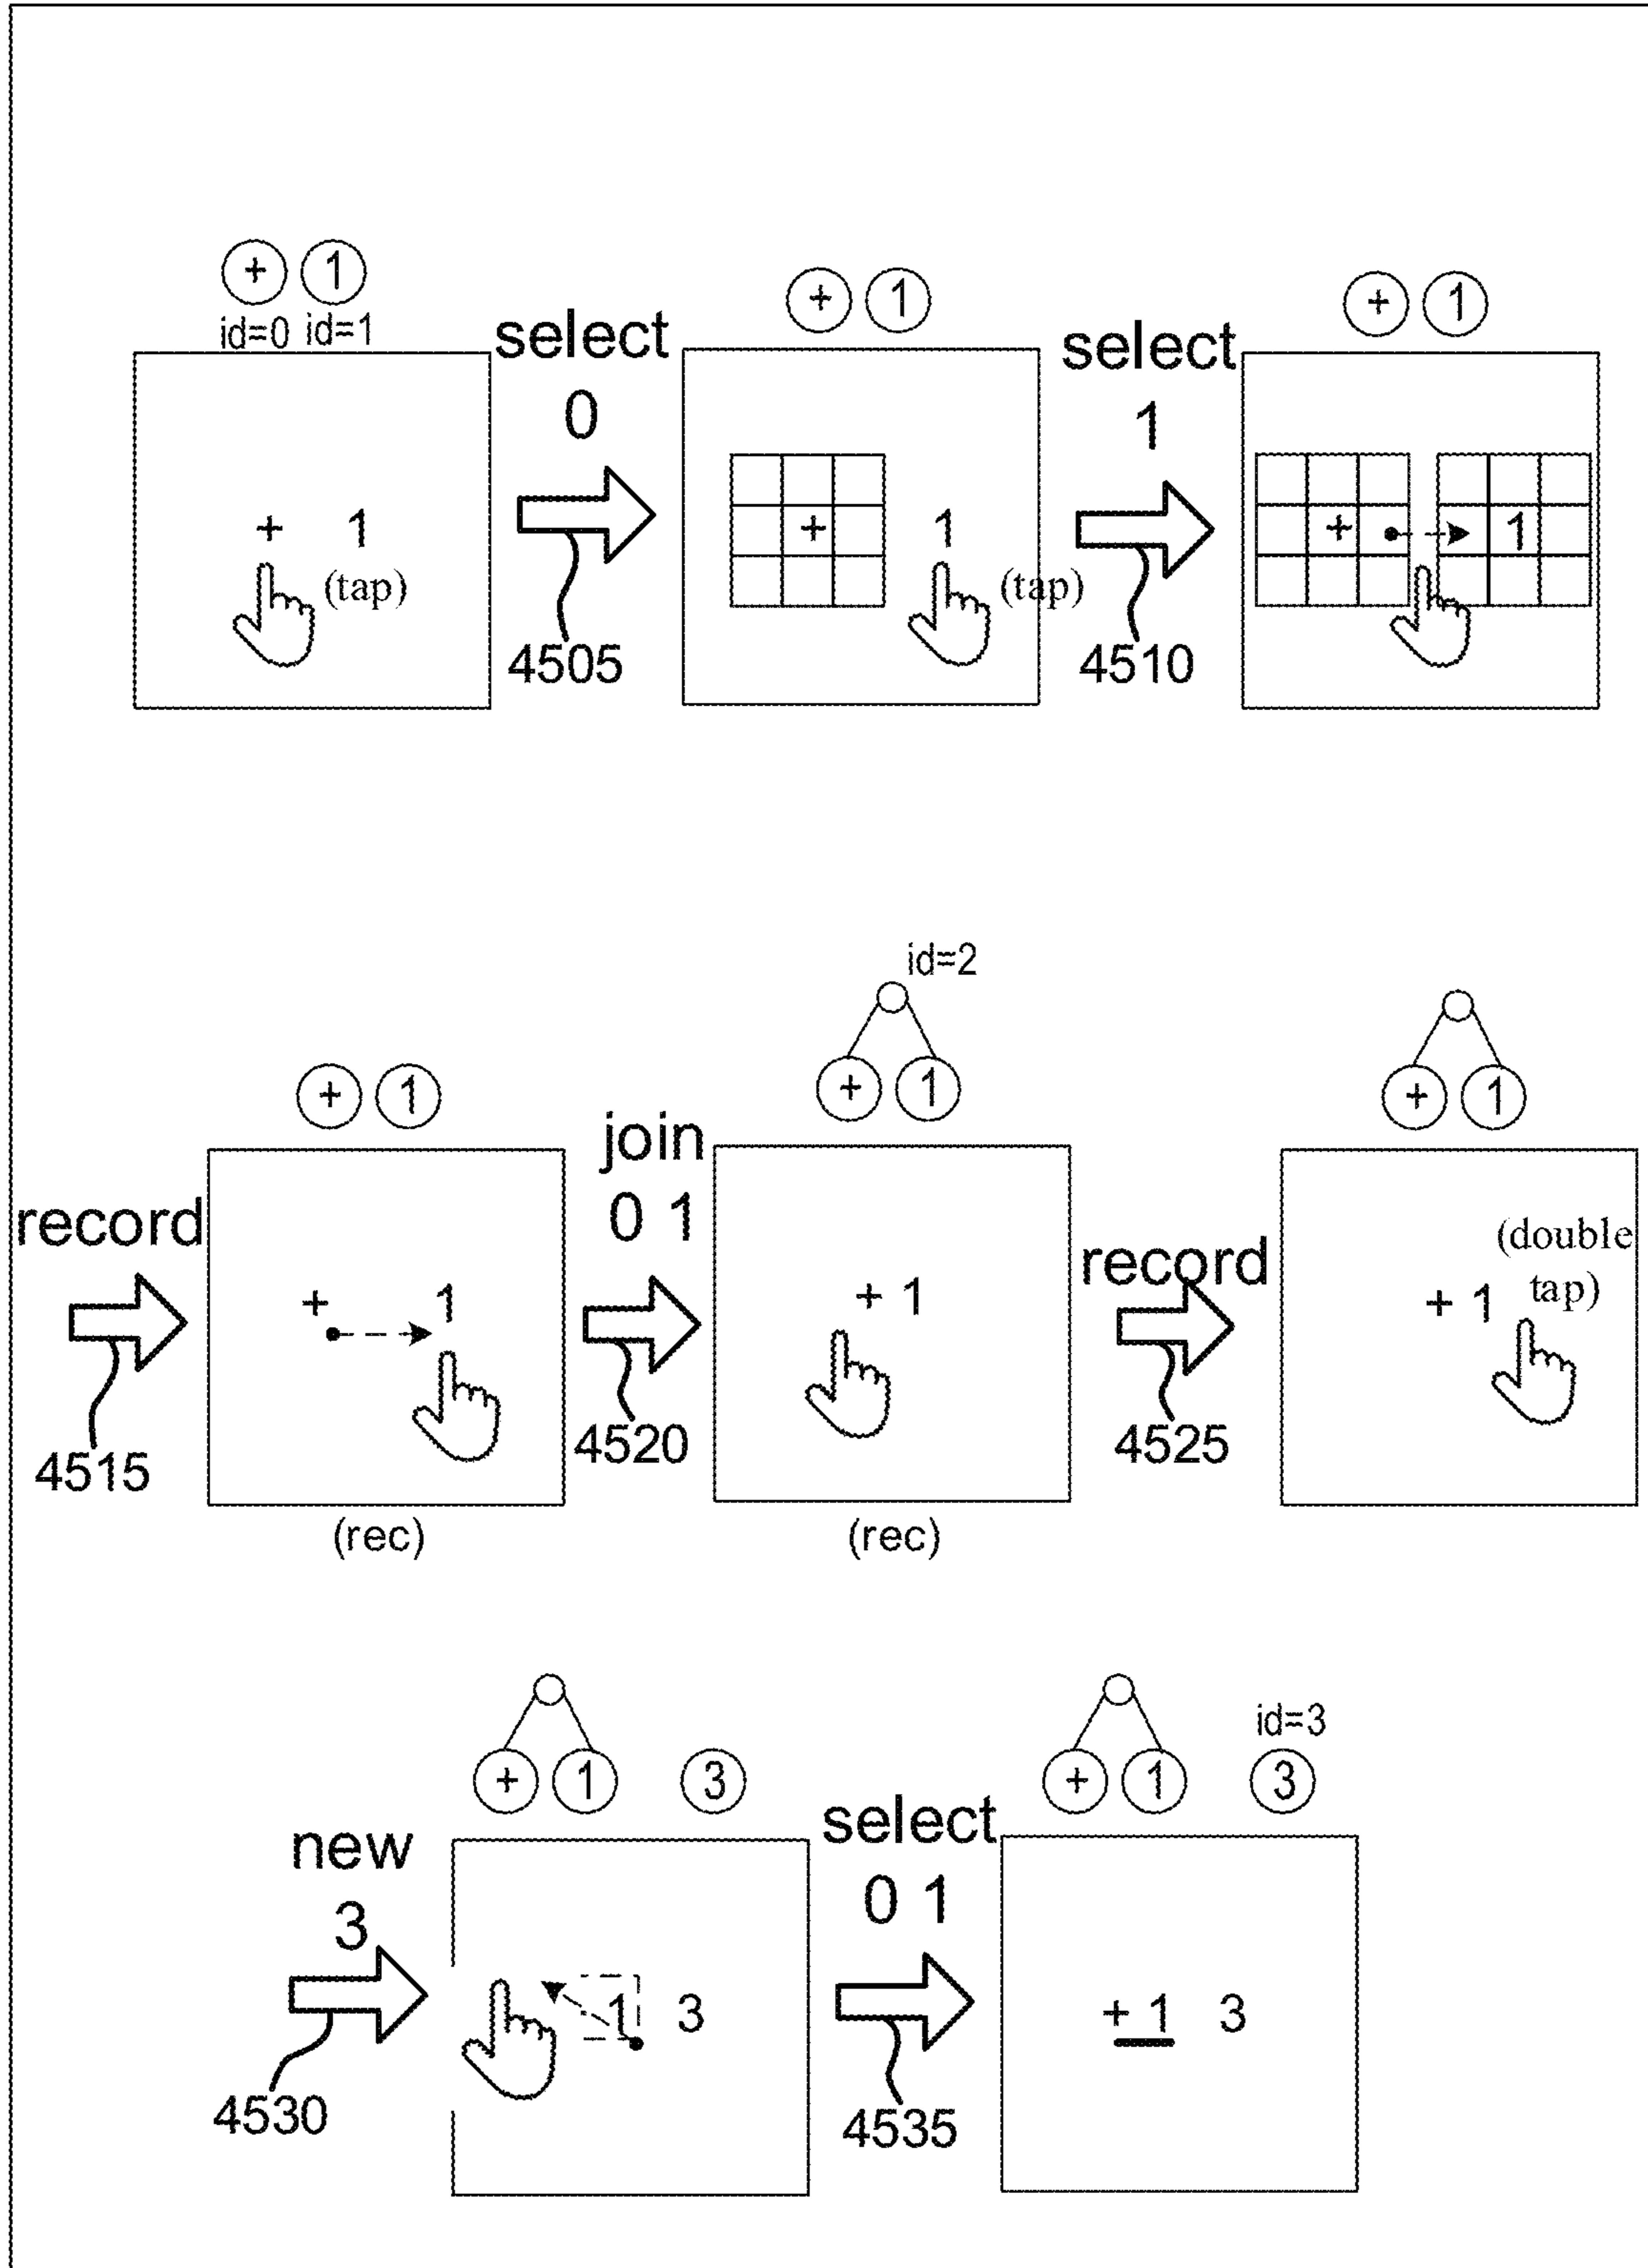 + 1
id=0 id=1
+ 1
(tap)
select
0
4505
+ 1
+ 1
(tap)
select
1
4510
+ 1
+ 1
record
4515
+ 1
+ 1
(rec)
join
0 1
4520
id=2
+ 1
+ 1
(rec)
record
4525
+ 1
(double
tap)
+ 1
new
3
4530
+ 1 3
1 3
select
0 1
4535
id=3
+ 1 3
+ 1 3